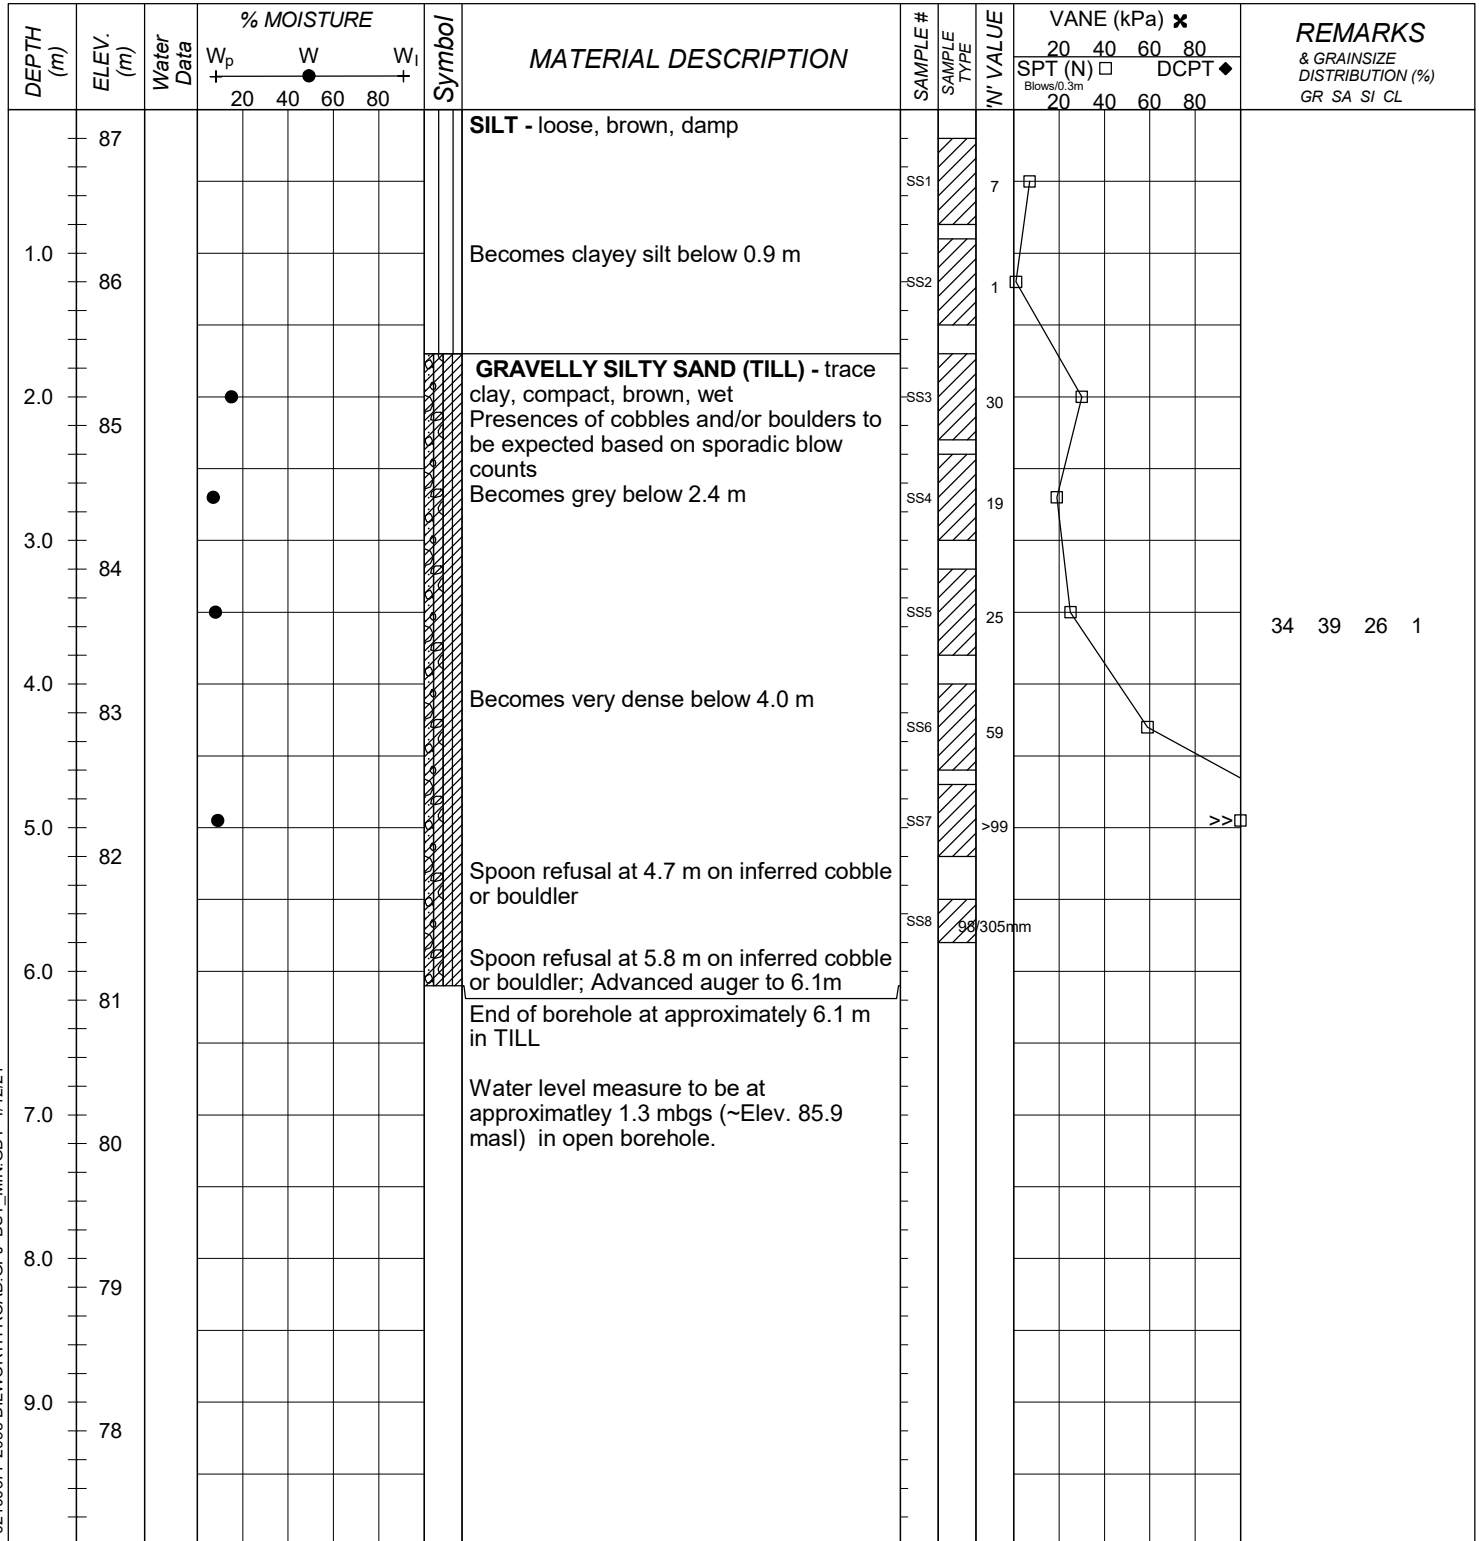 DEPTH (m)
ELEV. (m)
Water Data
% MOISTURE
Wp W Wl
20 40 60 80
Symbol
MATERIAL DESCRIPTION
SAMPLE #
SAMPLE TYPE
'N' VALUE
VANE (kPa) ×
20 40 60 80
SPT (N) □ DCPT ◆
Blows/0.3m
20 40 60 80
REMARKS
& GRAINSIZE
DISTRIBUTION (%)
GR SA SI CL
SILT - loose, brown, damp
87
SS1 7
1.0
Becomes clayey silt below 0.9 m
86
SS2 1
GRAVELLY SILTY SAND (TILL) - trace
clay, compact, brown, wet
2.0
SS3 30
Presences of cobbles and/or boulders to
85
be expected based on sporadic blow
counts
Becomes grey below 2.4 m
SS4 19
3.0
84
SS5 25
34 39 26 1
4.0
Becomes very dense below 4.0 m
83
SS6 59
5.0
SS7 >99
>>
82
Spoon refusal at 4.7 m on inferred cobble
or bouldler
SS8 98/305mm
Spoon refusal at 5.8 m on inferred cobble
6.0
or bouldler; Advanced auger to 6.1m
81
End of borehole at approximately 6.1 m
in TILL
Water level measure to be at
7.0
approximatley 1.3 mbgs (~Elev. 85.9
80
masl) in open borehole.
8.0
79
9.0
78